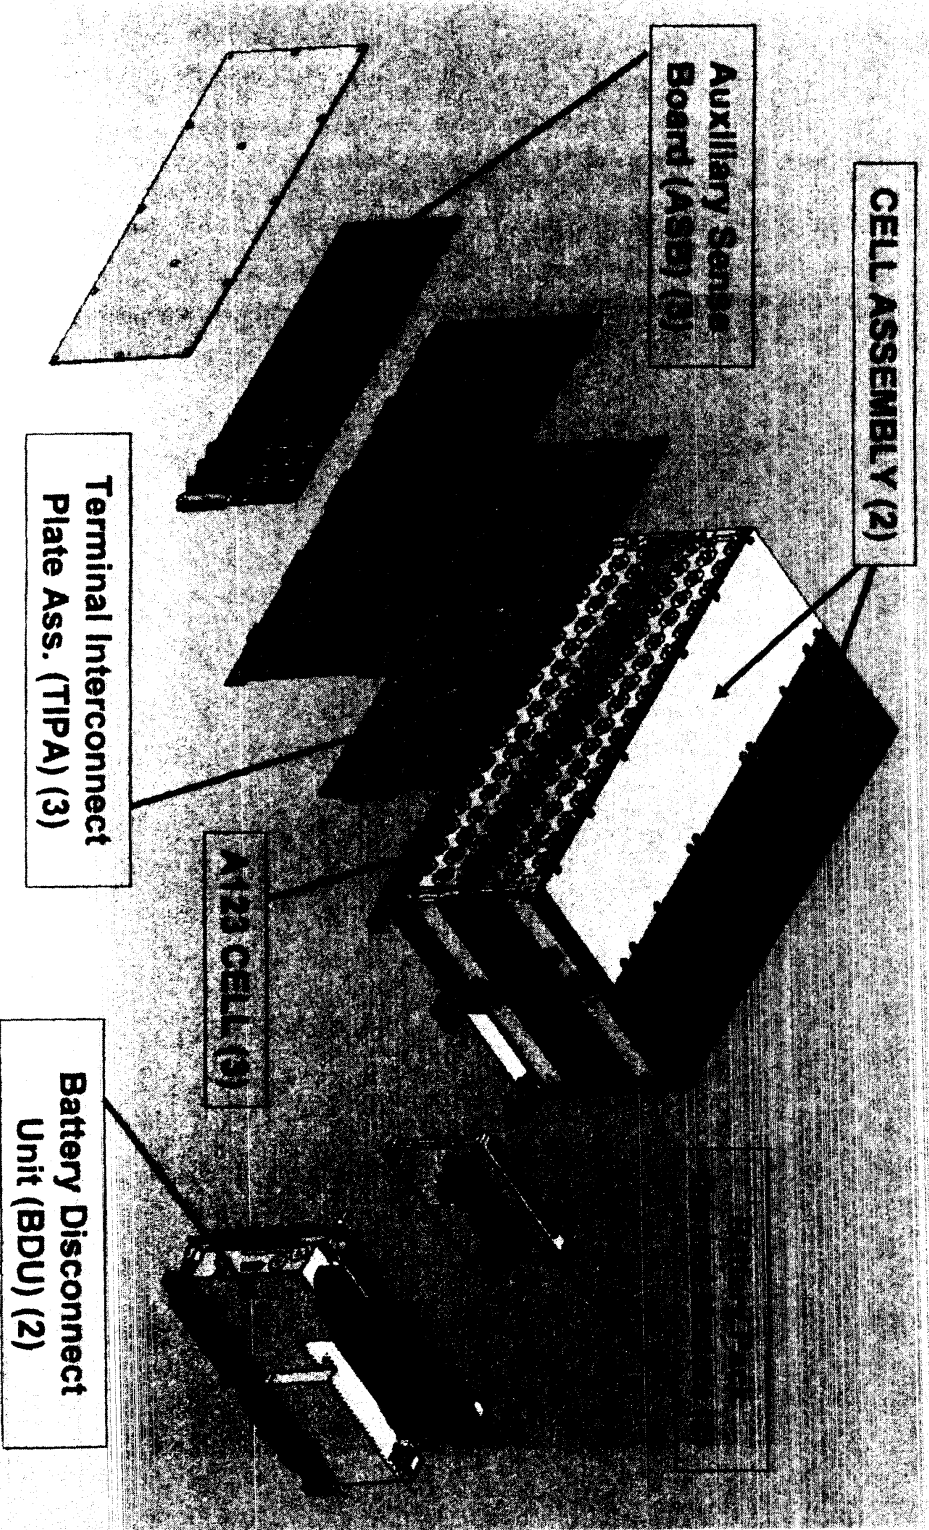 CELL ASSEMBLY (2)
Auxiliary Sense
Board (ASB) (3)
Terminal Interconnect
Plate Ass. (TIPA) (3)
A123 CELL (3)
Battery Disconnect
Unit (BDU) (2)